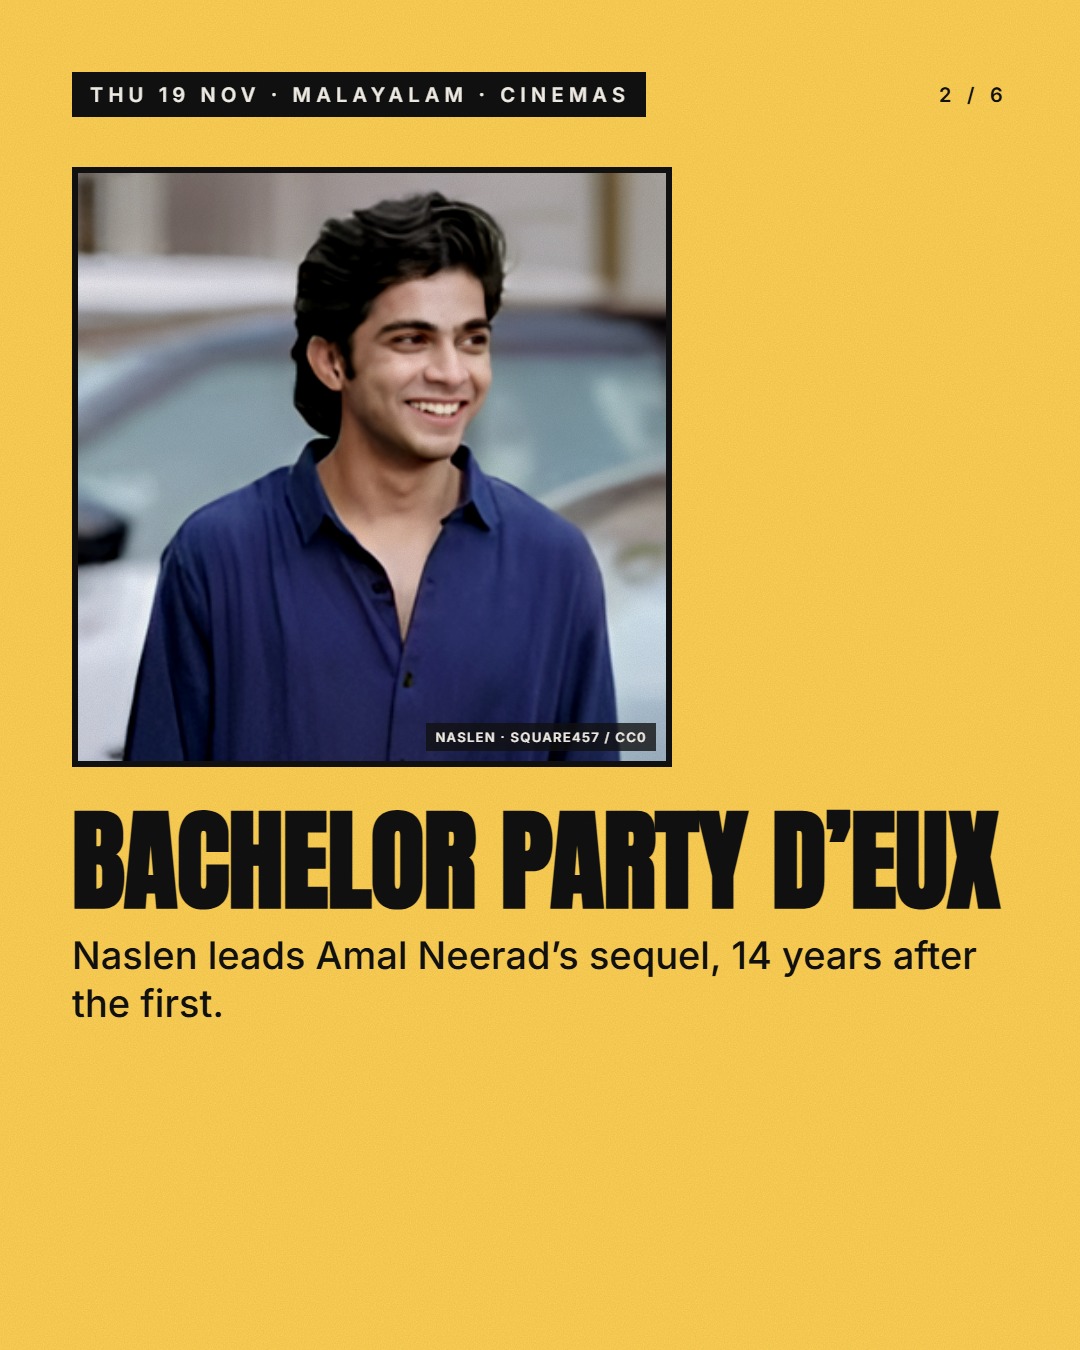 THU 19 NOV · MALAYALAM · CINEMAS
2 / 6
NASLEN · SQUARE457 / CC0
BACHELOR PARTY D’EUX
Naslen leads Amal Neerad’s sequel, 14 years after
the first.